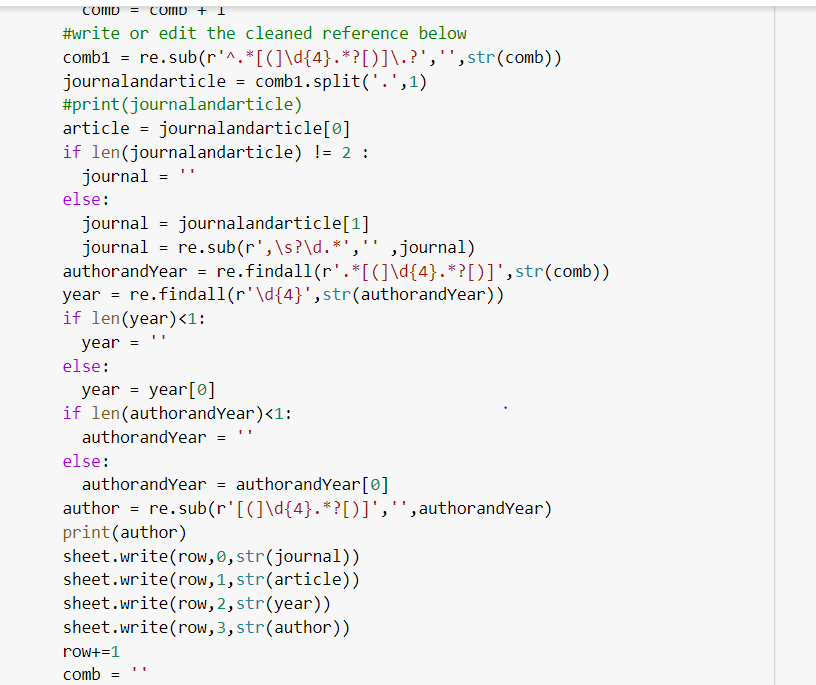 comb = comb + 1
#write or edit the cleaned reference below
comb1 = re.sub(r'^.*[(]\d{4}.*?[)]\.?','',str(comb))
journalandarticle = comb1.split('.',1)
#print(journalandarticle)
article = journalandarticle[0]
if len(journalandarticle) != 2 :
journal = ''
else:
journal = journalandarticle[1]
journal = re.sub(r',\s?\d.*','' ,journal)
authorandYear = re.findall(r'.*[(]\d{4}.*?[)]',str(comb))
year = re.findall(r'\d{4}',str(authorandYear))
if len(year)<1:
year = ''
else:
year = year[0]
if len(authorandYear)<1:
authorandYear = ''
else:
authorandYear = authorandYear[0]
author = re.sub(r'[(]\d{4}.*?[)]','',authorandYear)
print(author)
sheet.write(row,0,str(journal))
sheet.write(row,1,str(article))
sheet.write(row,2,str(year))
sheet.write(row,3,str(author))
row+=1
comb = ''